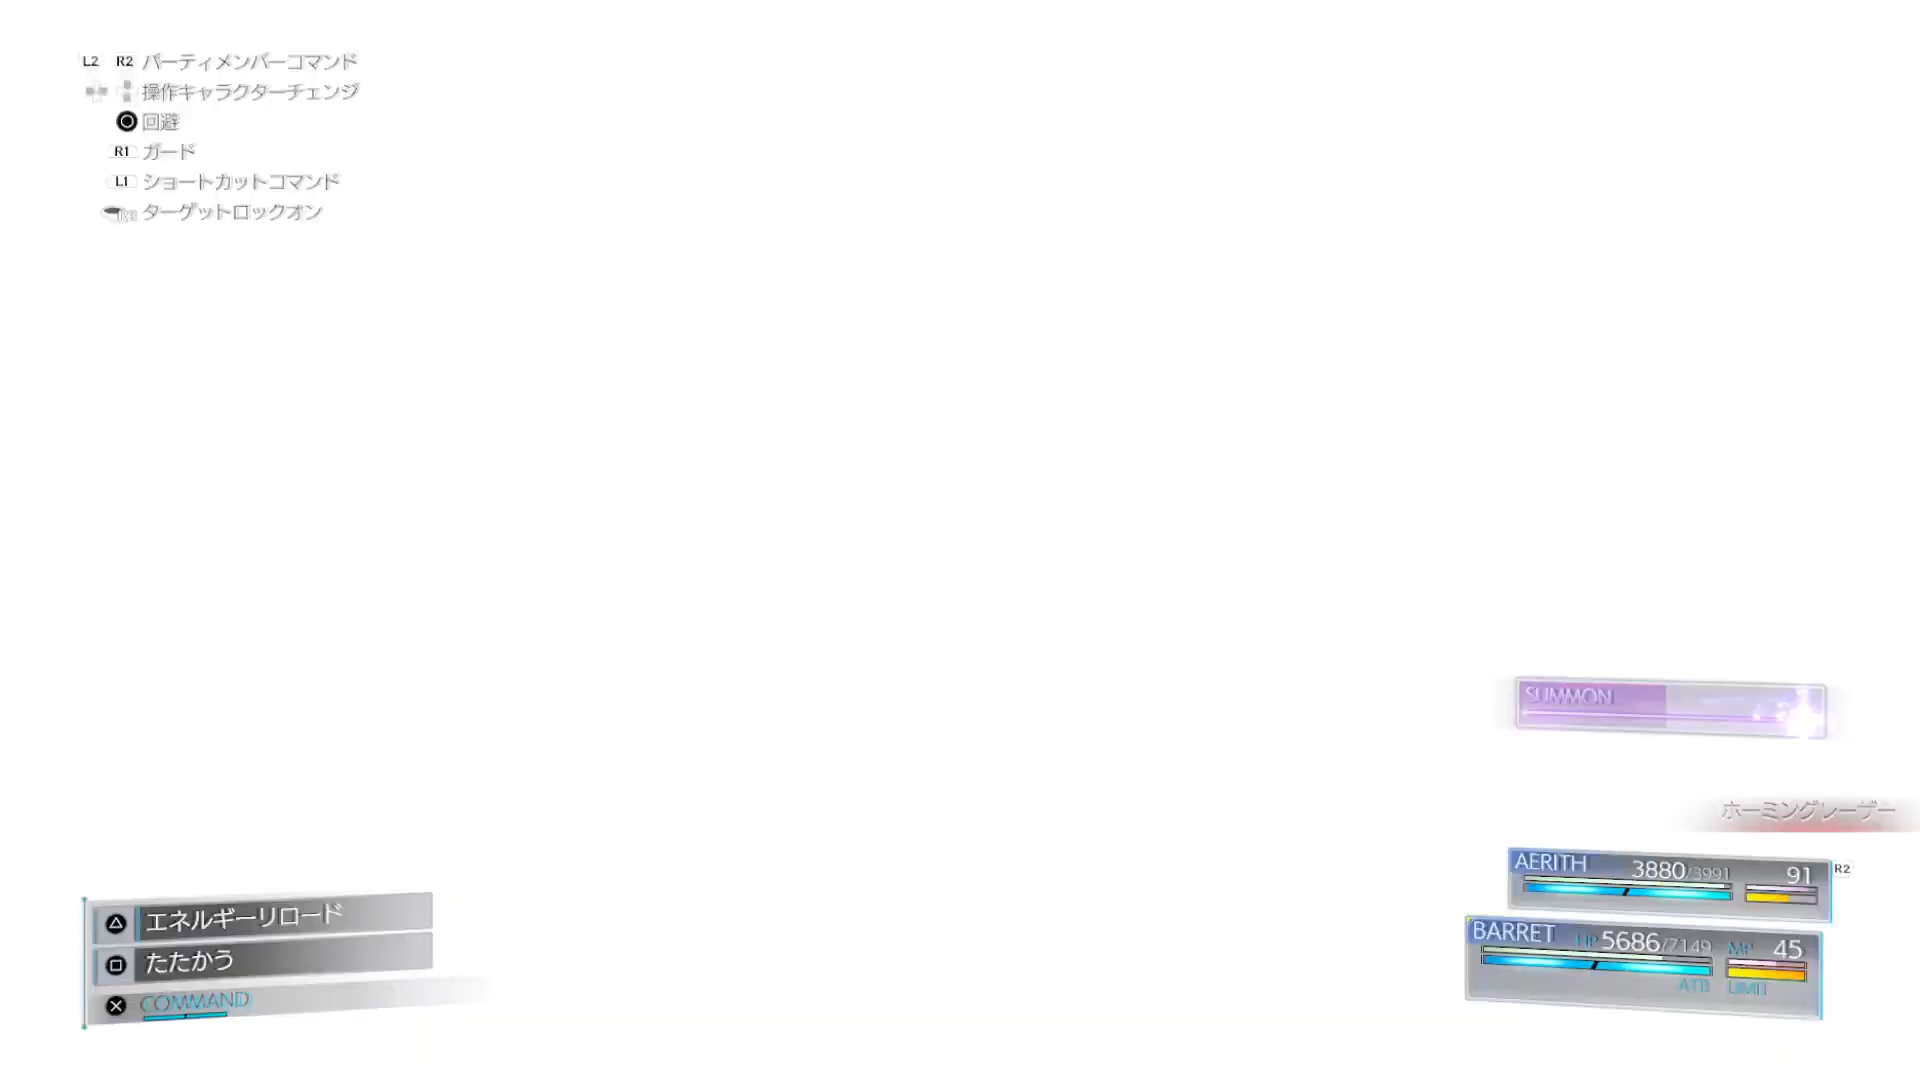 L2 R2 パーティメンバーコマンド
操作キャラクターチェンジ
回避
R1 ガード
L1 ショートカットコマンド
R3 ターゲットロックオン
SUMMON
ホーミングレーザー
AERITH 3880/3991 91 R2
BARRET HP 5686/7149 MP 45
ATB LIMIT
エネルギーリロード
たたかう
COMMAND